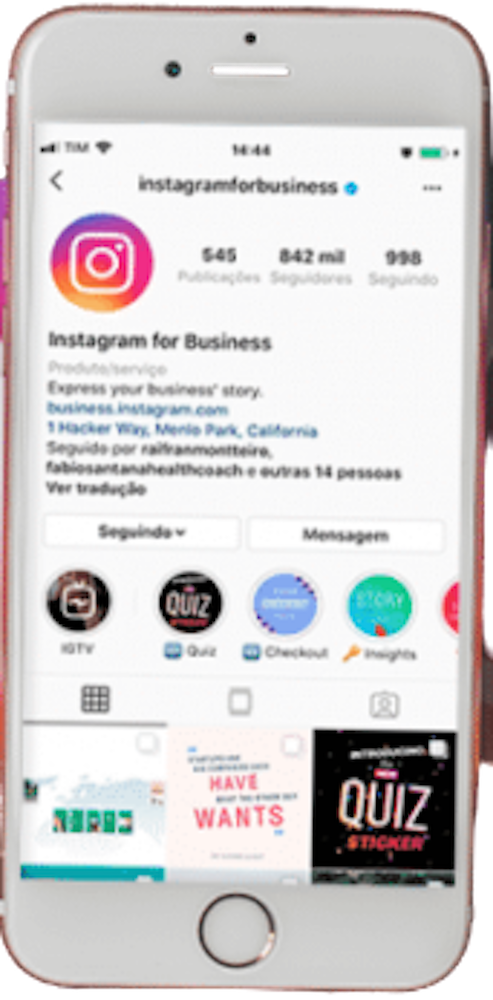 TIM
14:44
instagramforbusiness
545
842 mil
998
Publicações
Seguidores
Seguindo
Instagram for Business
Produto/serviço
Express your business' story.
business.instagram.com
1 Hacker Way, Menlo Park, California
Seguido por raifranmontteiro,
fabiosantanahealthcoach e outras 14 pessoas
Ver tradução
Seguindo
Mensagem
QUIZ
STORY
IGTV
Quiz
Checkout
Insights
HAVE
WANTS
INTRODUCING
QUIZ
STICKER